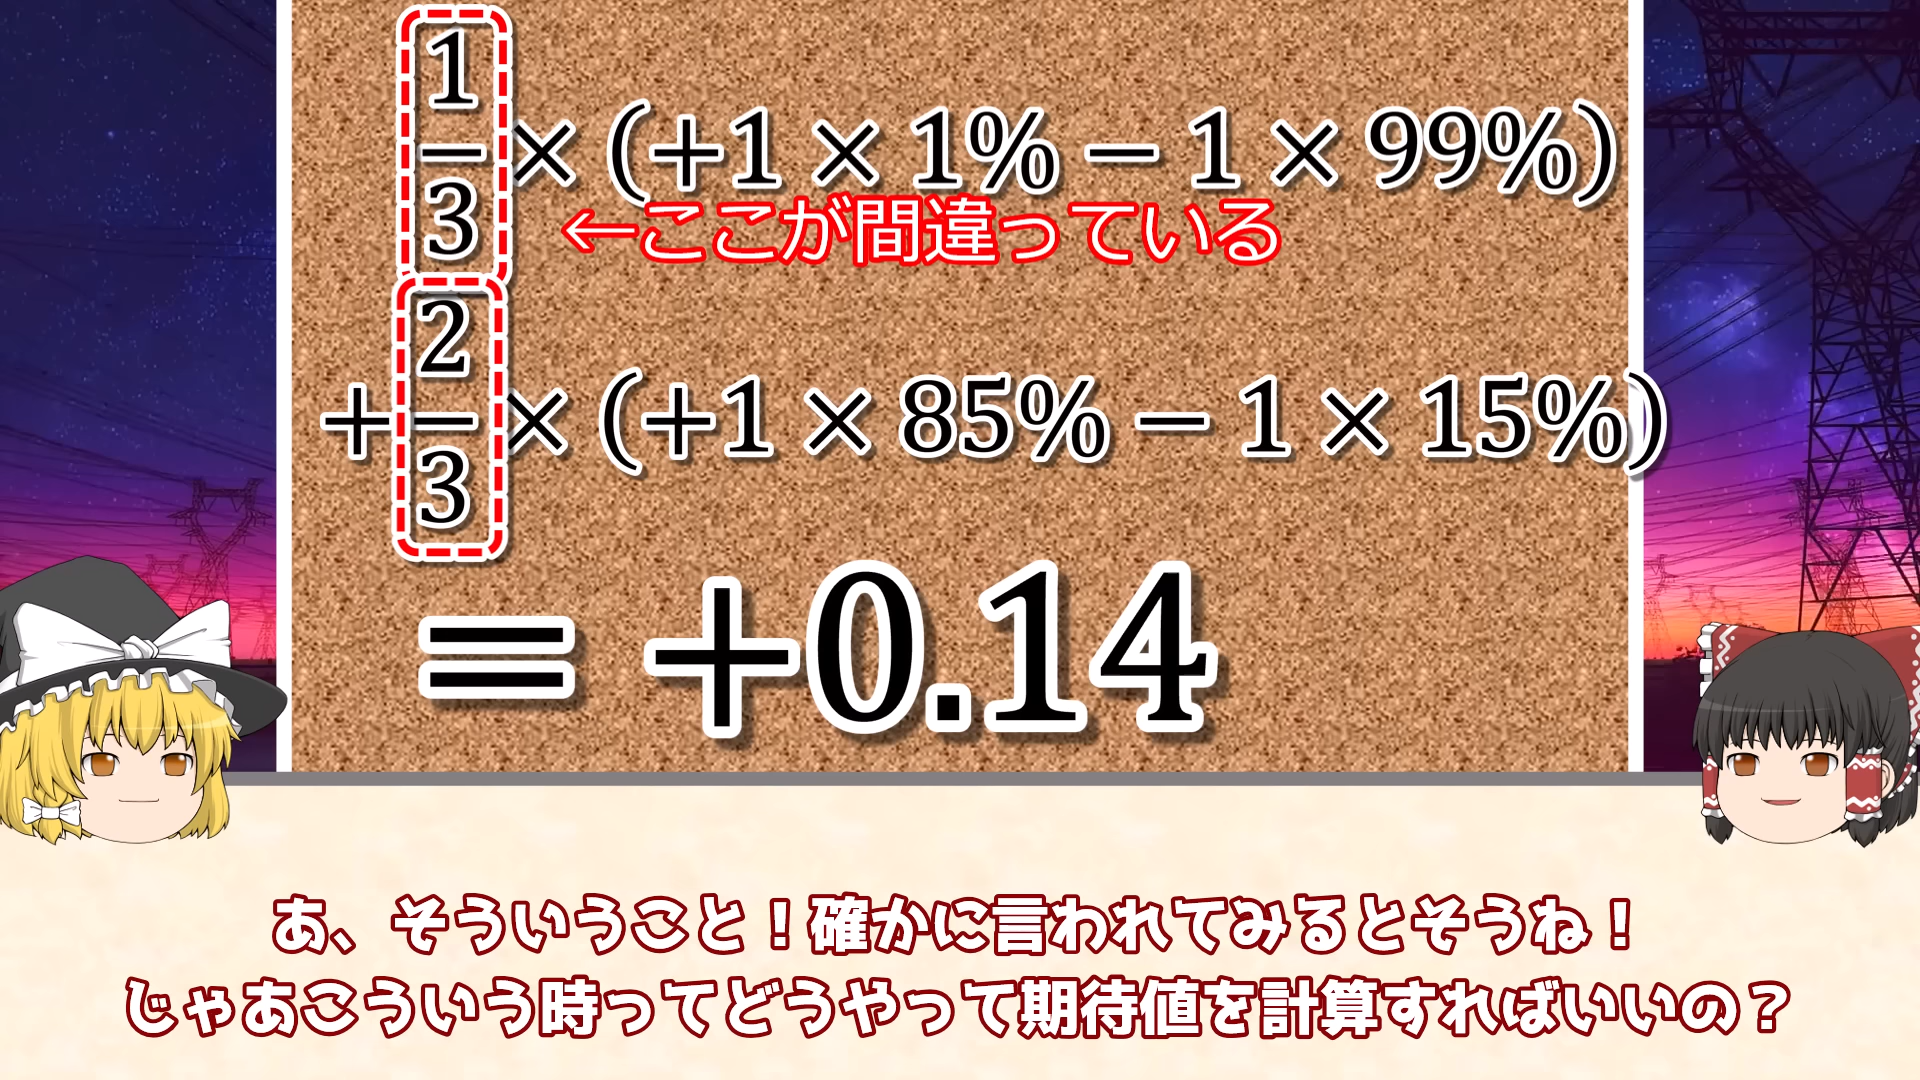 1/3 × (+1 × 1% − 1 × 99%)
←ここが間違っている
+ 2/3 × (+1 × 85% − 1 × 15%)
= +0.14
あ、そういうこと！確かに言われてみるとそうね！
じゃあこういう時ってどうやって期待値を計算すればいいの？